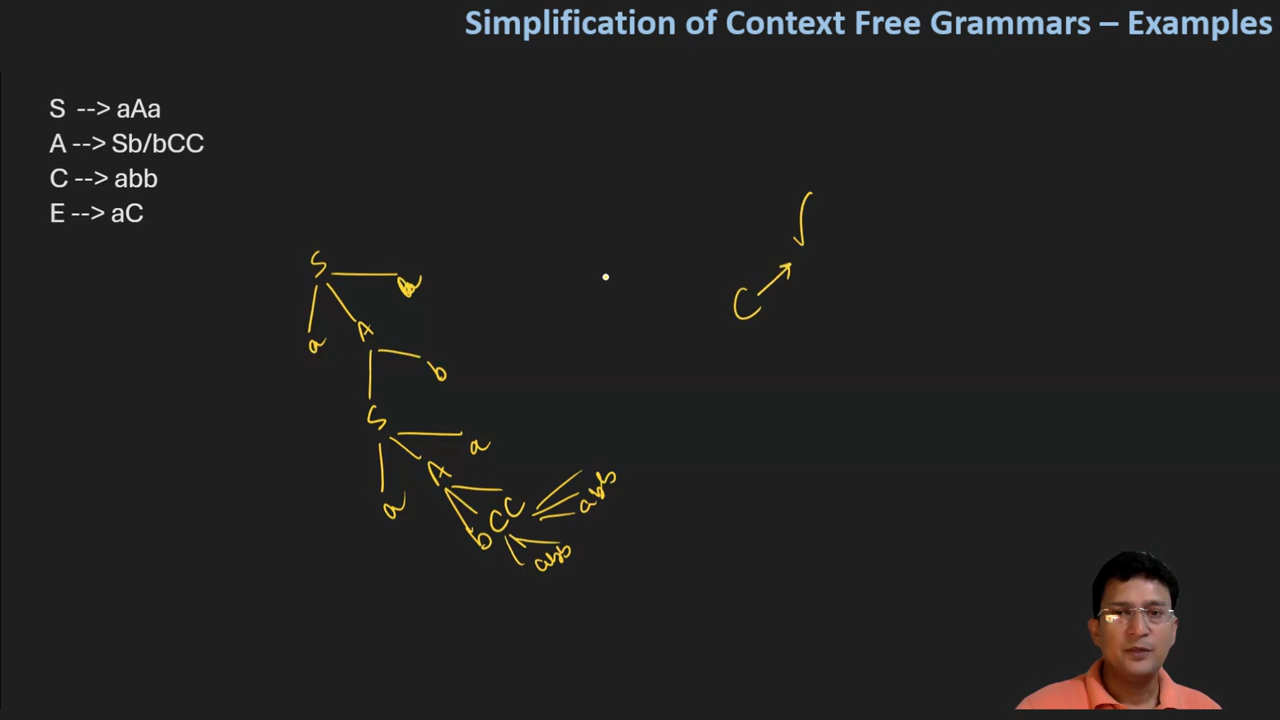 Simplification of Context Free Grammars – Examples
S --> aAa
A --> Sb/bCC
C --> abb
E --> aC
S
a
A
b
C
S
a
A
a
C C
b
abb
abb